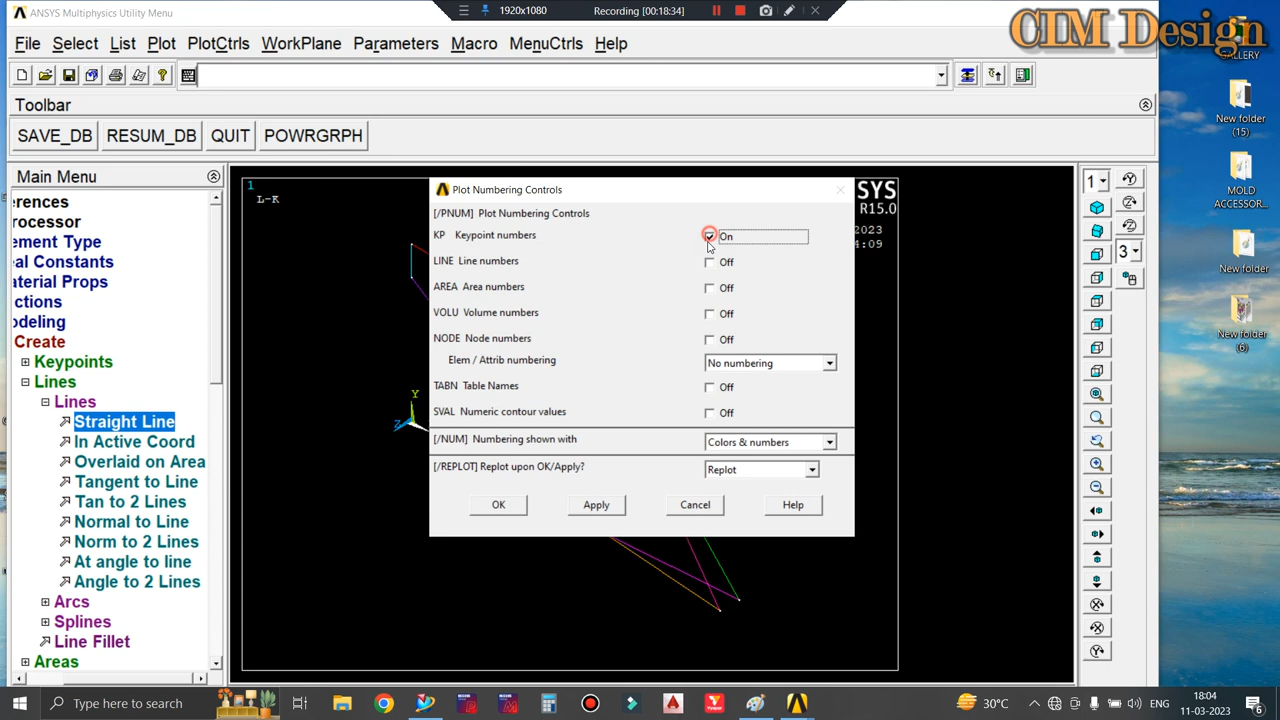 ANSYS Multiphysics Utility Menu
1920x1080
Recording [00:18:34]
CIM Design
File Select List Plot PlotCtrls WorkPlane Parameters Macro MenuCtrls Help
GALLERY
Toolbar
SAVE_DB RESUM_DB QUIT POWRGRPH
New folder
(15)
Main Menu
erences
rocessor
ement Type
al Constants
aterial Props
ctions
odeling
Create
Keypoints
Lines
Lines
Straight Line
In Active Coord
Overlaid on Area
Tangent to Line
Tan to 2 Lines
Normal to Line
Norm to 2 Lines
At angle to line
Angle to 2 Lines
Arcs
Splines
Line Fillet
Areas
1
L-K
SYS
R15.0
2023
4:09
Y
Z
Plot Numbering Controls
[/PNUM] Plot Numbering Controls
KP Keypoint numbers On
LINE Line numbers Off
AREA Area numbers Off
VOLU Volume numbers Off
NODE Node numbers Off
Elem / Attrib numbering No numbering
TABN Table Names Off
SVAL Numeric contour values Off
[/NUM] Numbering shown with Colors & numbers
[/REPLOT] Replot upon OK/Apply? Replot
OK Apply Cancel Help
1
3
MOLD
ACCESSOR...
New folder
New folder
(6)
Type here to search
30°C
ENG
18:04
11-03-2023
6